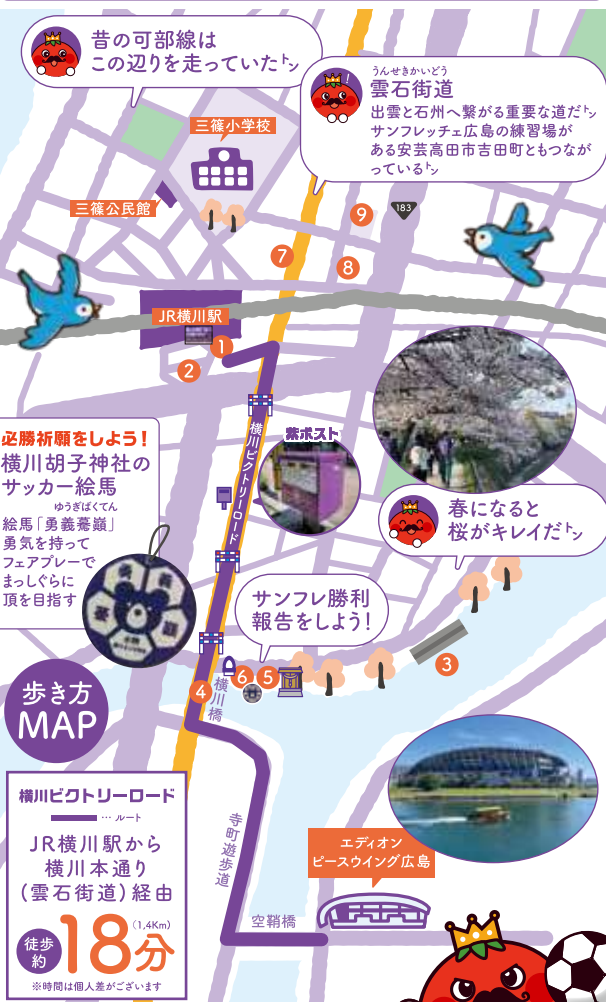 昔の可部線は
この辺りを走っていたトン
うんせきかいどう
雲石街道
出雲と石州へ繋がる重要な道だトン
サンフレッチェ広島の練習場が
ある安芸高田市吉田町ともつなが
っているトン
三篠小学校
三篠公民館
9
183
7
8
JR横川駅
1
2
横川ビクトリーロード
紫ポスト
必勝祈願をしよう!
横川胡子神社の
サッカー絵馬
ゆうぎばくてん
絵馬「勇義驀巓」
勇気を持って
フェアプレーで
まっしぐらに
頂を目指す
春になると
桜がキレイだトン
サンフレ勝利
報告をしよう!
3
4
横川橋
6
5
歩き方
MAP
横川ビクトリーロード
… ルート
JR横川駅から
横川本通り
(雲石街道)経由
徒歩
約
18分
(1,4Km)
※時間は個人差がございます
寺町遊歩道
エディオン
ピースウイング広島
空鞘橋